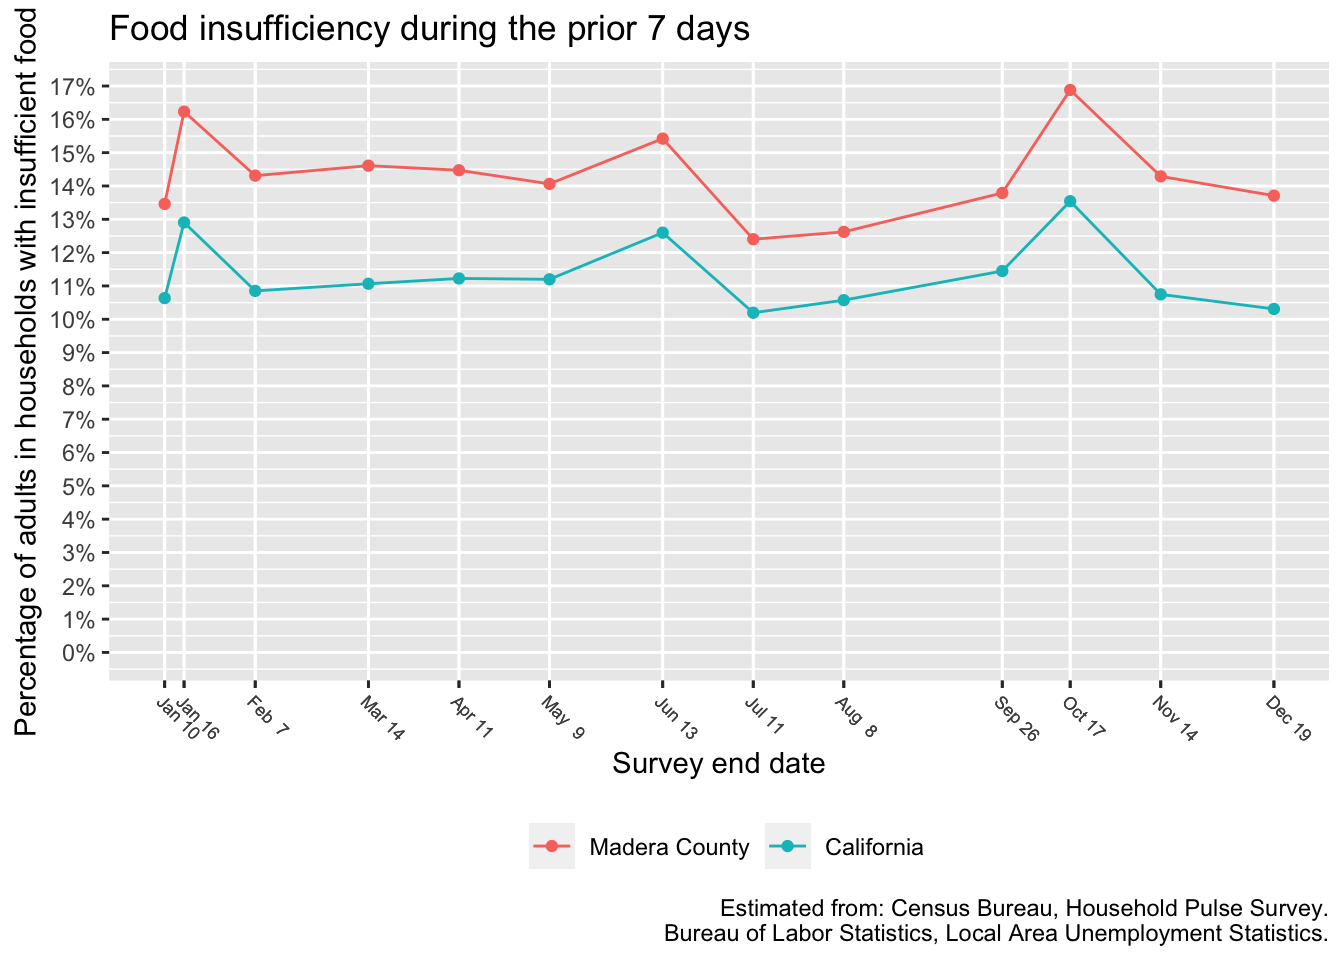 Food insufficiency during the prior 7 days
Percentage of adults in households with insufficient food
17%
16%
15%
14%
13%
12%
11%
10%
9%
8%
7%
6%
5%
4%
3%
2%
1%
0%
Jan 10
Jan 16
Feb 7
Mar 14
Apr 11
May 9
Jun 13
Jul 11
Aug 8
Sep 26
Oct 17
Nov 14
Dec 19
Survey end date
Madera County
California
Estimated from: Census Bureau, Household Pulse Survey.
Bureau of Labor Statistics, Local Area Unemployment Statistics.